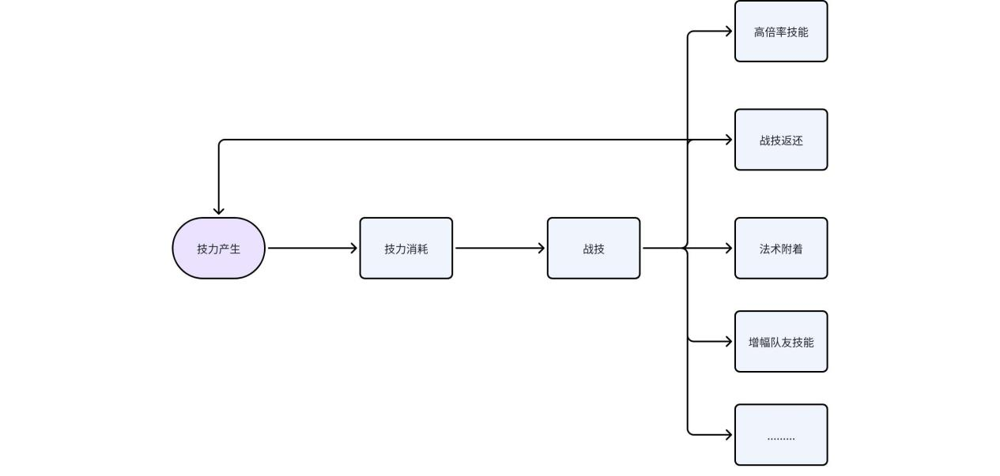 高倍率技能
战技返还
技力产生
技力消耗
战技
法术附着
增幅队友技能
.........